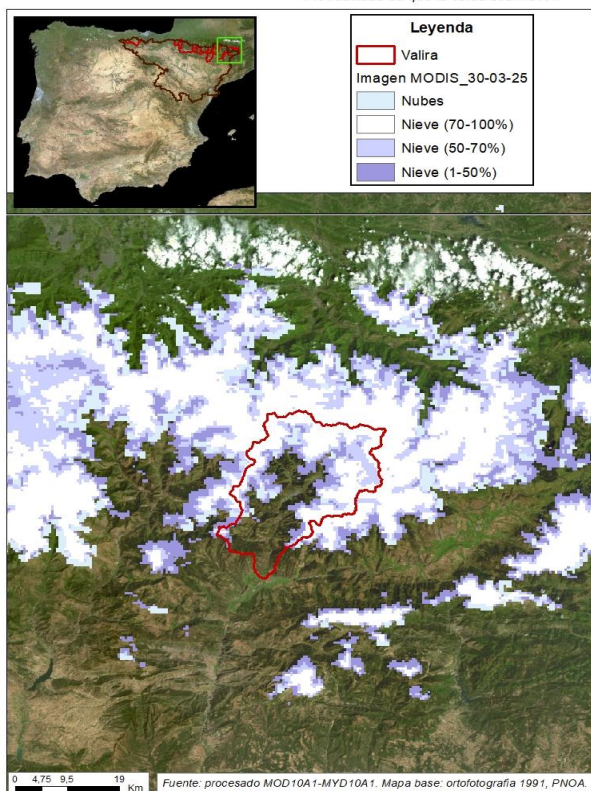 Leyenda
Valira
Imagen MODIS_30-03-25
Nubes
Nieve (70-100%)
Nieve (50-70%)
Nieve (1-50%)
0 4,75 9,5 19
Km
Fuente: procesado MOD10A1-MYD10A1. Mapa base: ortofotografia 1991, PNOA.